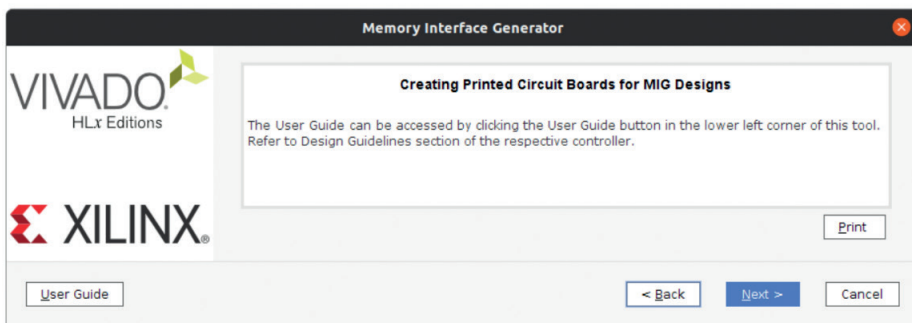 Memory Interface Generator
VIVADO.
HLx Editions
XILINX®
Creating Printed Circuit Boards for MIG Designs
The User Guide can be accessed by clicking the User Guide button in the lower left corner of this tool.
Refer to Design Guidelines section of the respective controller.
Print
User Guide
< Back
Next >
Cancel